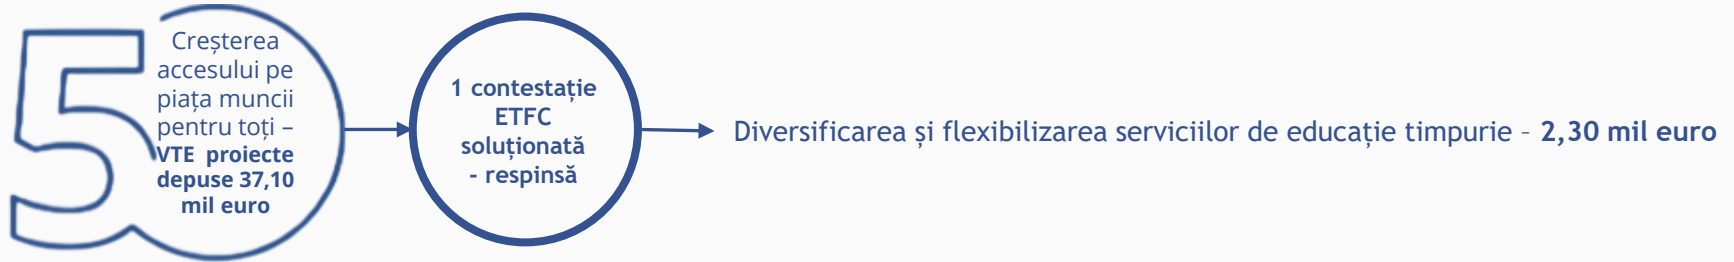 5
Creșterea
accesului pe
piața muncii
pentru toți –
VTE proiecte
depuse 37,10
mil euro
1 contestație
ETFC
soluționată
- respinsă
Diversificarea și flexibilizarea serviciilor de educație timpurie – 2,30 mil euro